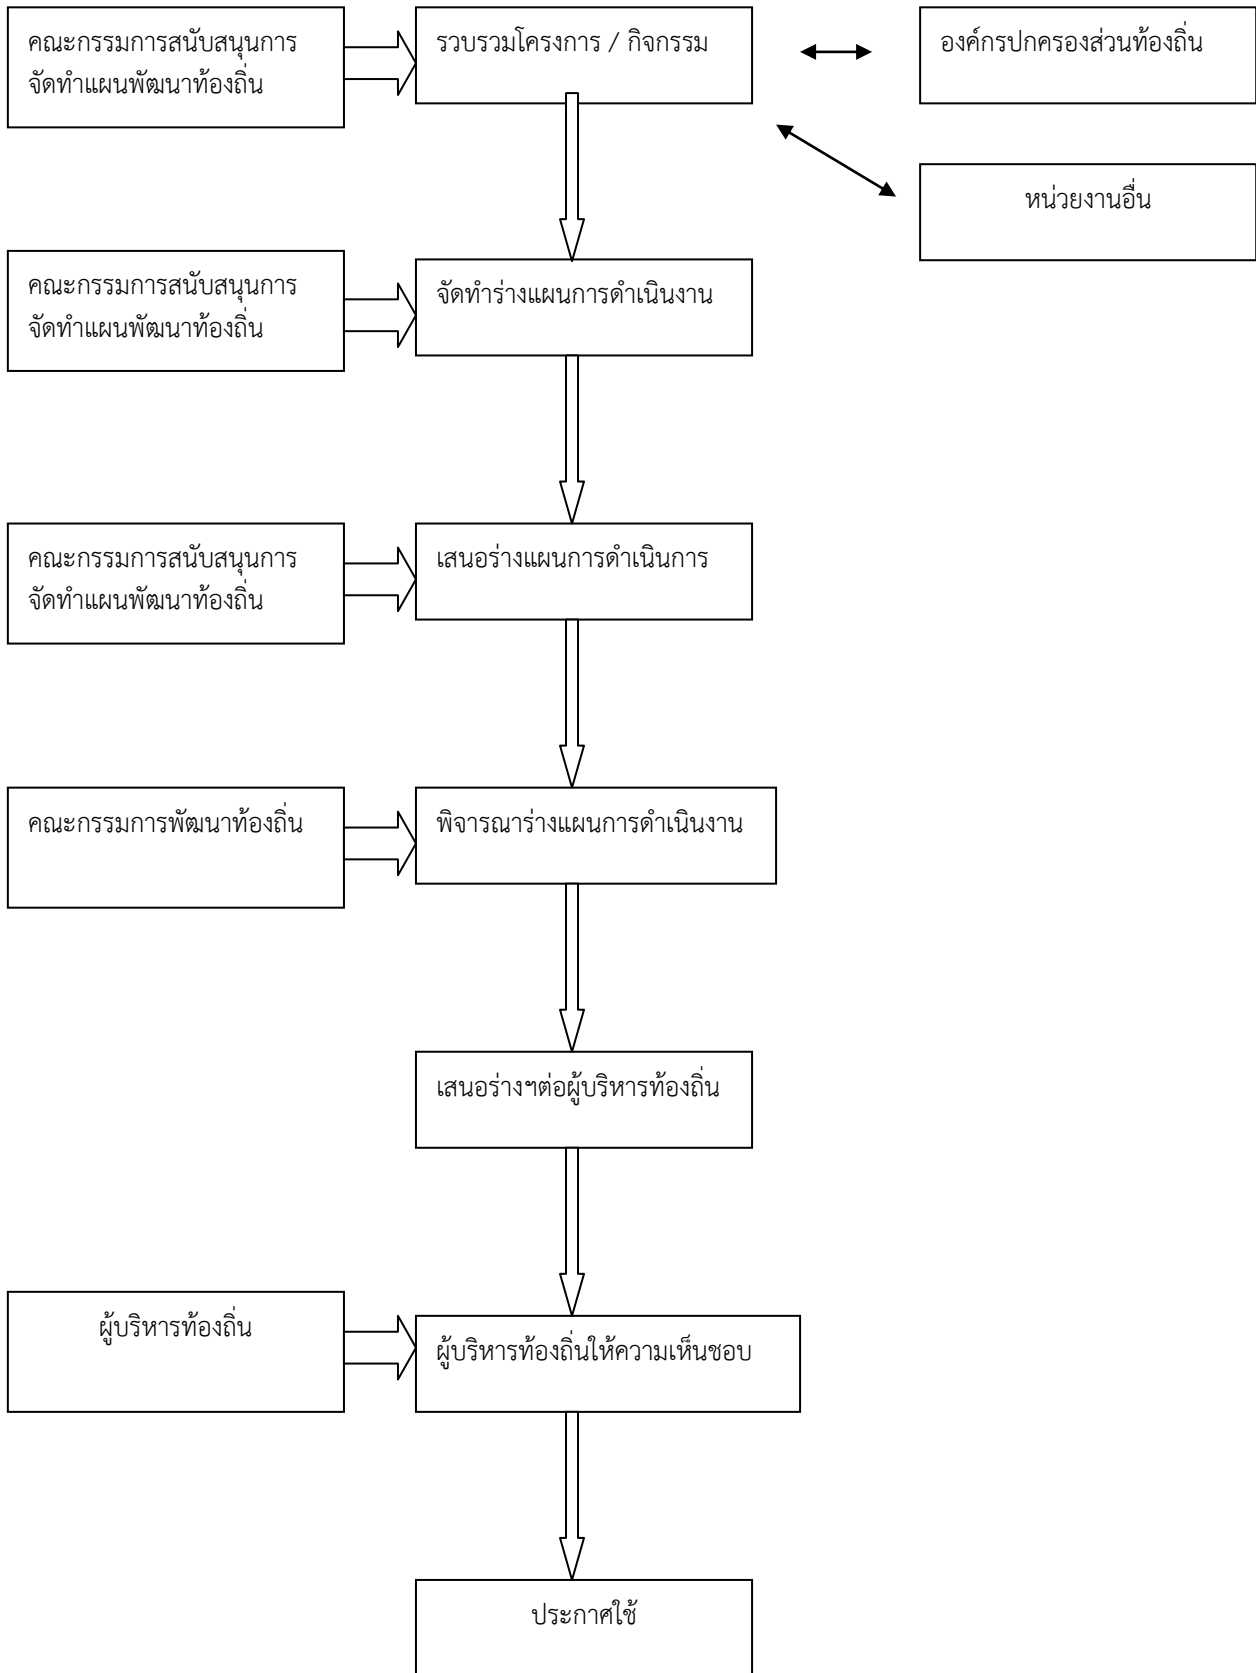 คณะกรรมการสนับสนุนการ
จัดทำแผนพัฒนาท้องถิ่น
รวบรวมโครงการ / กิจกรรม
องค์กรปกครองส่วนท้องถิ่น
หน่วยงานอื่น
คณะกรรมการสนับสนุนการ
จัดทำแผนพัฒนาท้องถิ่น
จัดทำร่างแผนการดำเนินงาน
คณะกรรมการสนับสนุนการ
จัดทำแผนพัฒนาท้องถิ่น
เสนอร่างแผนการดำเนินการ
คณะกรรมการพัฒนาท้องถิ่น
พิจารณาร่างแผนการดำเนินงาน
เสนอร่างฯต่อผู้บริหารท้องถิ่น
ผู้บริหารท้องถิ่น
ผู้บริหารท้องถิ่นให้ความเห็นชอบ
ประกาศใช้